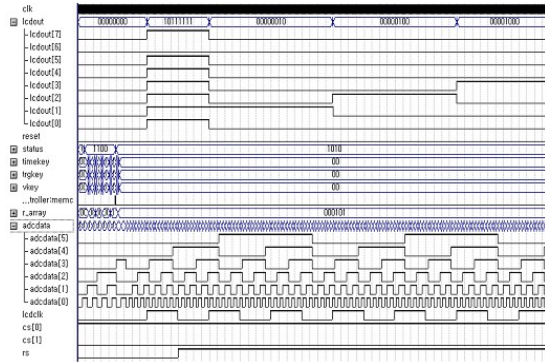 clk
lcdout 00000000 10111111 00000010 00000100 00001000
lcdout[7]
lcdout[6]
lcdout[5]
lcdout[4]
lcdout[3]
lcdout[2]
lcdout[1]
lcdout[0]
reset
status 1100 1010
timekey 00
trgkey 00
vkey 00
...troller:memc
r_array 000101
adcdata
adcdata[5]
adcdata[4]
adcdata[3]
adcdata[2]
adcdata[1]
adcdata[0]
lcdclk
cs[0]
cs[1]
rs